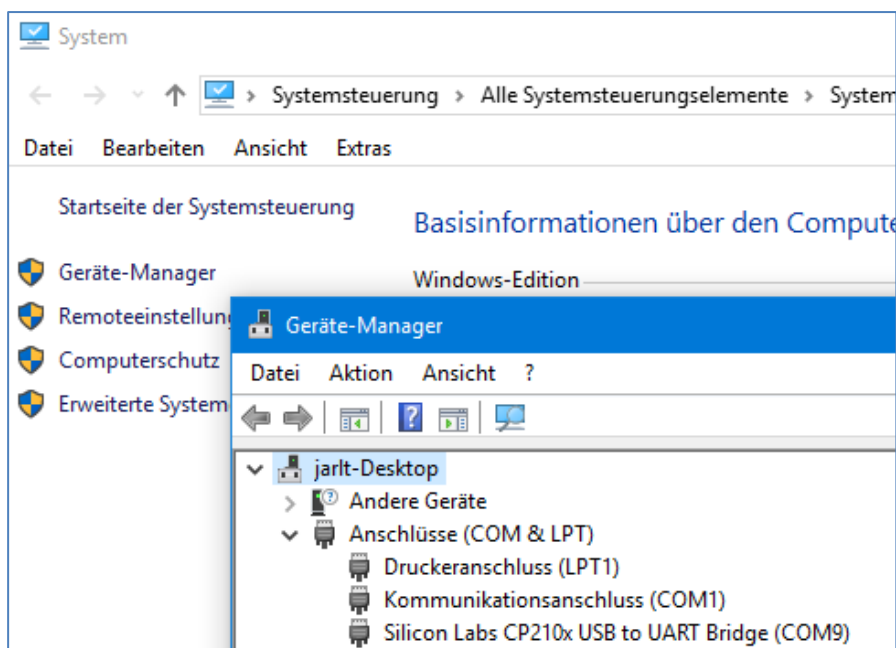 System
Systemsteuerung > Alle Systemsteuerungselemente > System
Datei Bearbeiten Ansicht Extras
Startseite der Systemsteuerung
Basisinformationen über den Compute
Windows-Edition
Geräte-Manager
Remoteeinstellun
Computerschutz
Erweiterte System
Geräte-Manager
Datei Aktion Ansicht ?
jarlt-Desktop
Andere Geräte
Anschlüsse (COM & LPT)
Druckeranschluss (LPT1)
Kommunikationsanschluss (COM1)
Silicon Labs CP210x USB to UART Bridge (COM9)